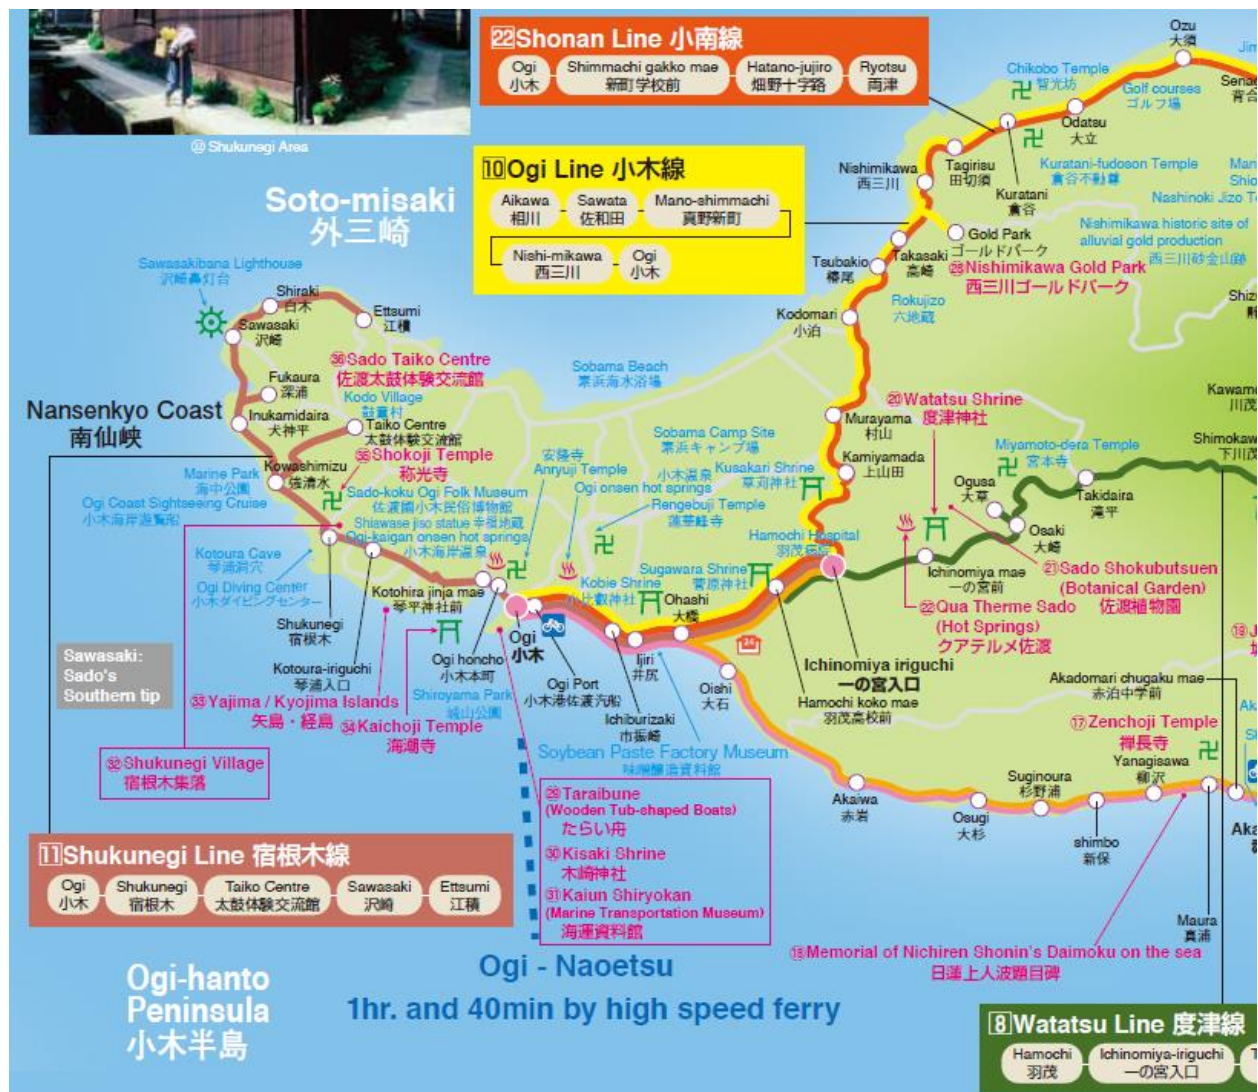 ㉜ Shukunegi Area
22 Shonan Line 小南線
Ogi
小木
Shimmachi gakko mae
新町学校前
Hatano-jujiro
畑野十字路
Ryotsu
両津
10 Ogi Line 小木線
Aikawa
相川
Sawata
佐和田
Mano-shimmachi
真野新町
Nishi-mikawa
西三川
Ogi
小木
Soto-misaki
外三崎
Ozu
大須
Chikobo Temple
智光坊
Golf courses
ゴルフ場
Odatsu
大立
Tagirisu
田切須
Kuratani
倉谷
Kuratani-fudoson Temple
倉谷不動尊
Nishimikawa
西三川
Nashinoki Jizo
Gold Park
ゴールドパーク
Nishimikawa historic site of
alluvial gold production
西三川砂金山跡
Takasaki
高崎
㉘Nishimikawa Gold Park
西三川ゴールドパーク
Tsubakio
椿尾
Rokujizo
六地蔵
Kodomari
小泊
Sawasakibana Lighthouse
沢崎鼻灯台
Shiraki
白木
Ettsumi
江積
Sawasaki
沢崎
㊱Sado Taiko Centre
佐渡太鼓体験交流館
Fukaura
深浦
Kodo Village
鼓童村
Sobama Beach
素浜海水浴場
Nansenkyo Coast
南仙峡
Inukamidaira
犬神平
Taiko Centre
太鼓体験交流館
㉟Shokoji Temple
称光寺
Kowashimizu
強清水
Marine Park
海中公園
Ogi Coast Sightseeing Cruise
小木海岸遊覧船
Sado-koku Ogi Folk Museum
佐渡國小木民俗博物館
Shiawase jiso statue 幸福地蔵
Ogi-kaigan onsen hot springs
小木海岸温泉
安隆寺
Anryuji Temple
Sobama Camp Site
素浜キャンプ場
小木温泉
Ogi onsen hot springs
Kusakari Shrine
草苅神社
Rengebuji Temple
蓮華峰寺
Murayama
村山
Kamiyamada
上山田
⑳Watatsu Shrine
度津神社
Miyamoto-dera Temple
宮本寺
Ogusa
大草
Takidaira
滝平
Osaki
大崎
Hamochi Hospital
羽茂病院
Ichinomiya mae
一の宮前
㉑Sado Shokubutsuen
(Botanical Garden)
佐渡植物園
㉒Qua Therme Sado
(Hot Springs)
クアテルメ佐渡
Kotoura Cave
琴浦洞穴
Ogi Diving Center
小木ダイビングセンター
Shukunegi
宿根木
Kotoura-iriguchi
琴浦入口
Kotohira jinja mae
琴平神社前
Kobie Shrine
小比叡神社
Sugawara Shrine
菅原神社
Ohashi
大橋
Ogi
小木
Ogi honcho
小木本町
Shiroyama Park
城山公園
Ogi Port
小木港佐渡汽船
Ichiburizaki
市振崎
Ijiri
井尻
Oishi
大石
Ichinomiya iriguchi
一の宮入口
Hamochi koko mae
羽茂高校前
Akadomari chugaku mae
赤泊中学前
Sawasaki:
Sado's
Southern tip
㉝Yajima / Kyojima Islands
矢島・経島
㉞Kaichoji Temple
海潮寺
㉜Shukunegi Village
宿根木集落
Soybean Paste Factory Museum
味噌醸造資料館
⑰Zenchoji Temple
禅長寺
Yanagisawa
柳沢
Suginoura
杉野浦
Akaiwa
赤岩
Osugi
大杉
shimbo
新保
Maura
真浦
㉙Taraibune
(Wooden Tub-shaped Boats)
たらい舟
㉚Kisaki Shrine
木崎神社
㉛Kaiun Shiryokan
(Marine Transportation Museum)
海運資料館
⑱Memorial of Nichiren Shonin's Daimoku on the sea
日蓮上人波題目碑
11 Shukunegi Line 宿根木線
Ogi
小木
Shukunegi
宿根木
Taiko Centre
太鼓体験交流館
Sawasaki
沢崎
Ettsumi
江積
Ogi-hanto
Peninsula
小木半島
Ogi - Naoetsu
1hr. and 40min by high speed ferry
8 Watatsu Line 度津線
Hamochi
羽茂
Ichinomiya-iriguchi
一の宮入口
24